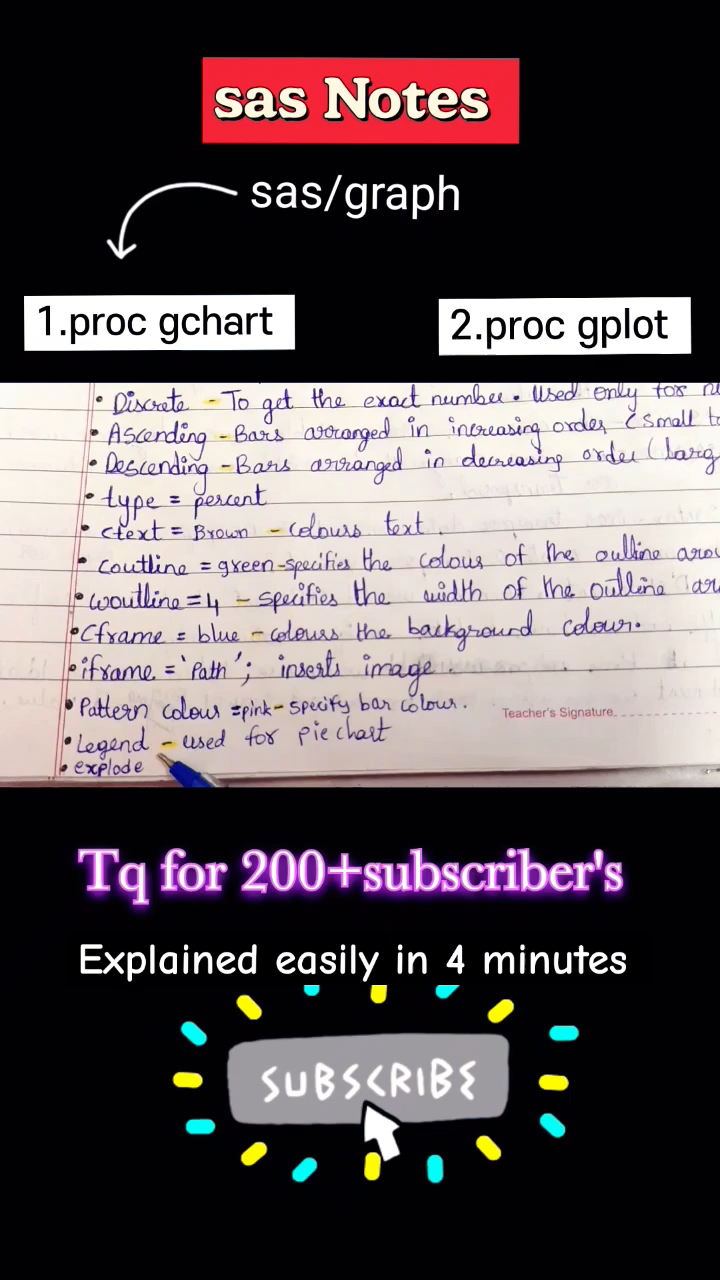 sas Notes
sas/graph
1.proc gchart
2.proc gplot
• Discrete - To get the exact number. Used only for
• Ascending - Bars arranged in increasing order (small
• Descending - Bars arranged in decreasing order (larg
• type = percent
• ctext = Brown - colours text.
• coutline = green - specifies the colour of the outline
• woutline = 4 - specifies the width of the outline
• Cframe = blue - colours the background colour.
• iframe = 'Path'; inserts image.
• Pattern colour = pink - specify bar colour.
Teacher's Signature
• Legend - used for pie chart
• explode
Tq for 200+subscriber's
Explained easily in 4 minutes
SUBSCRIBE